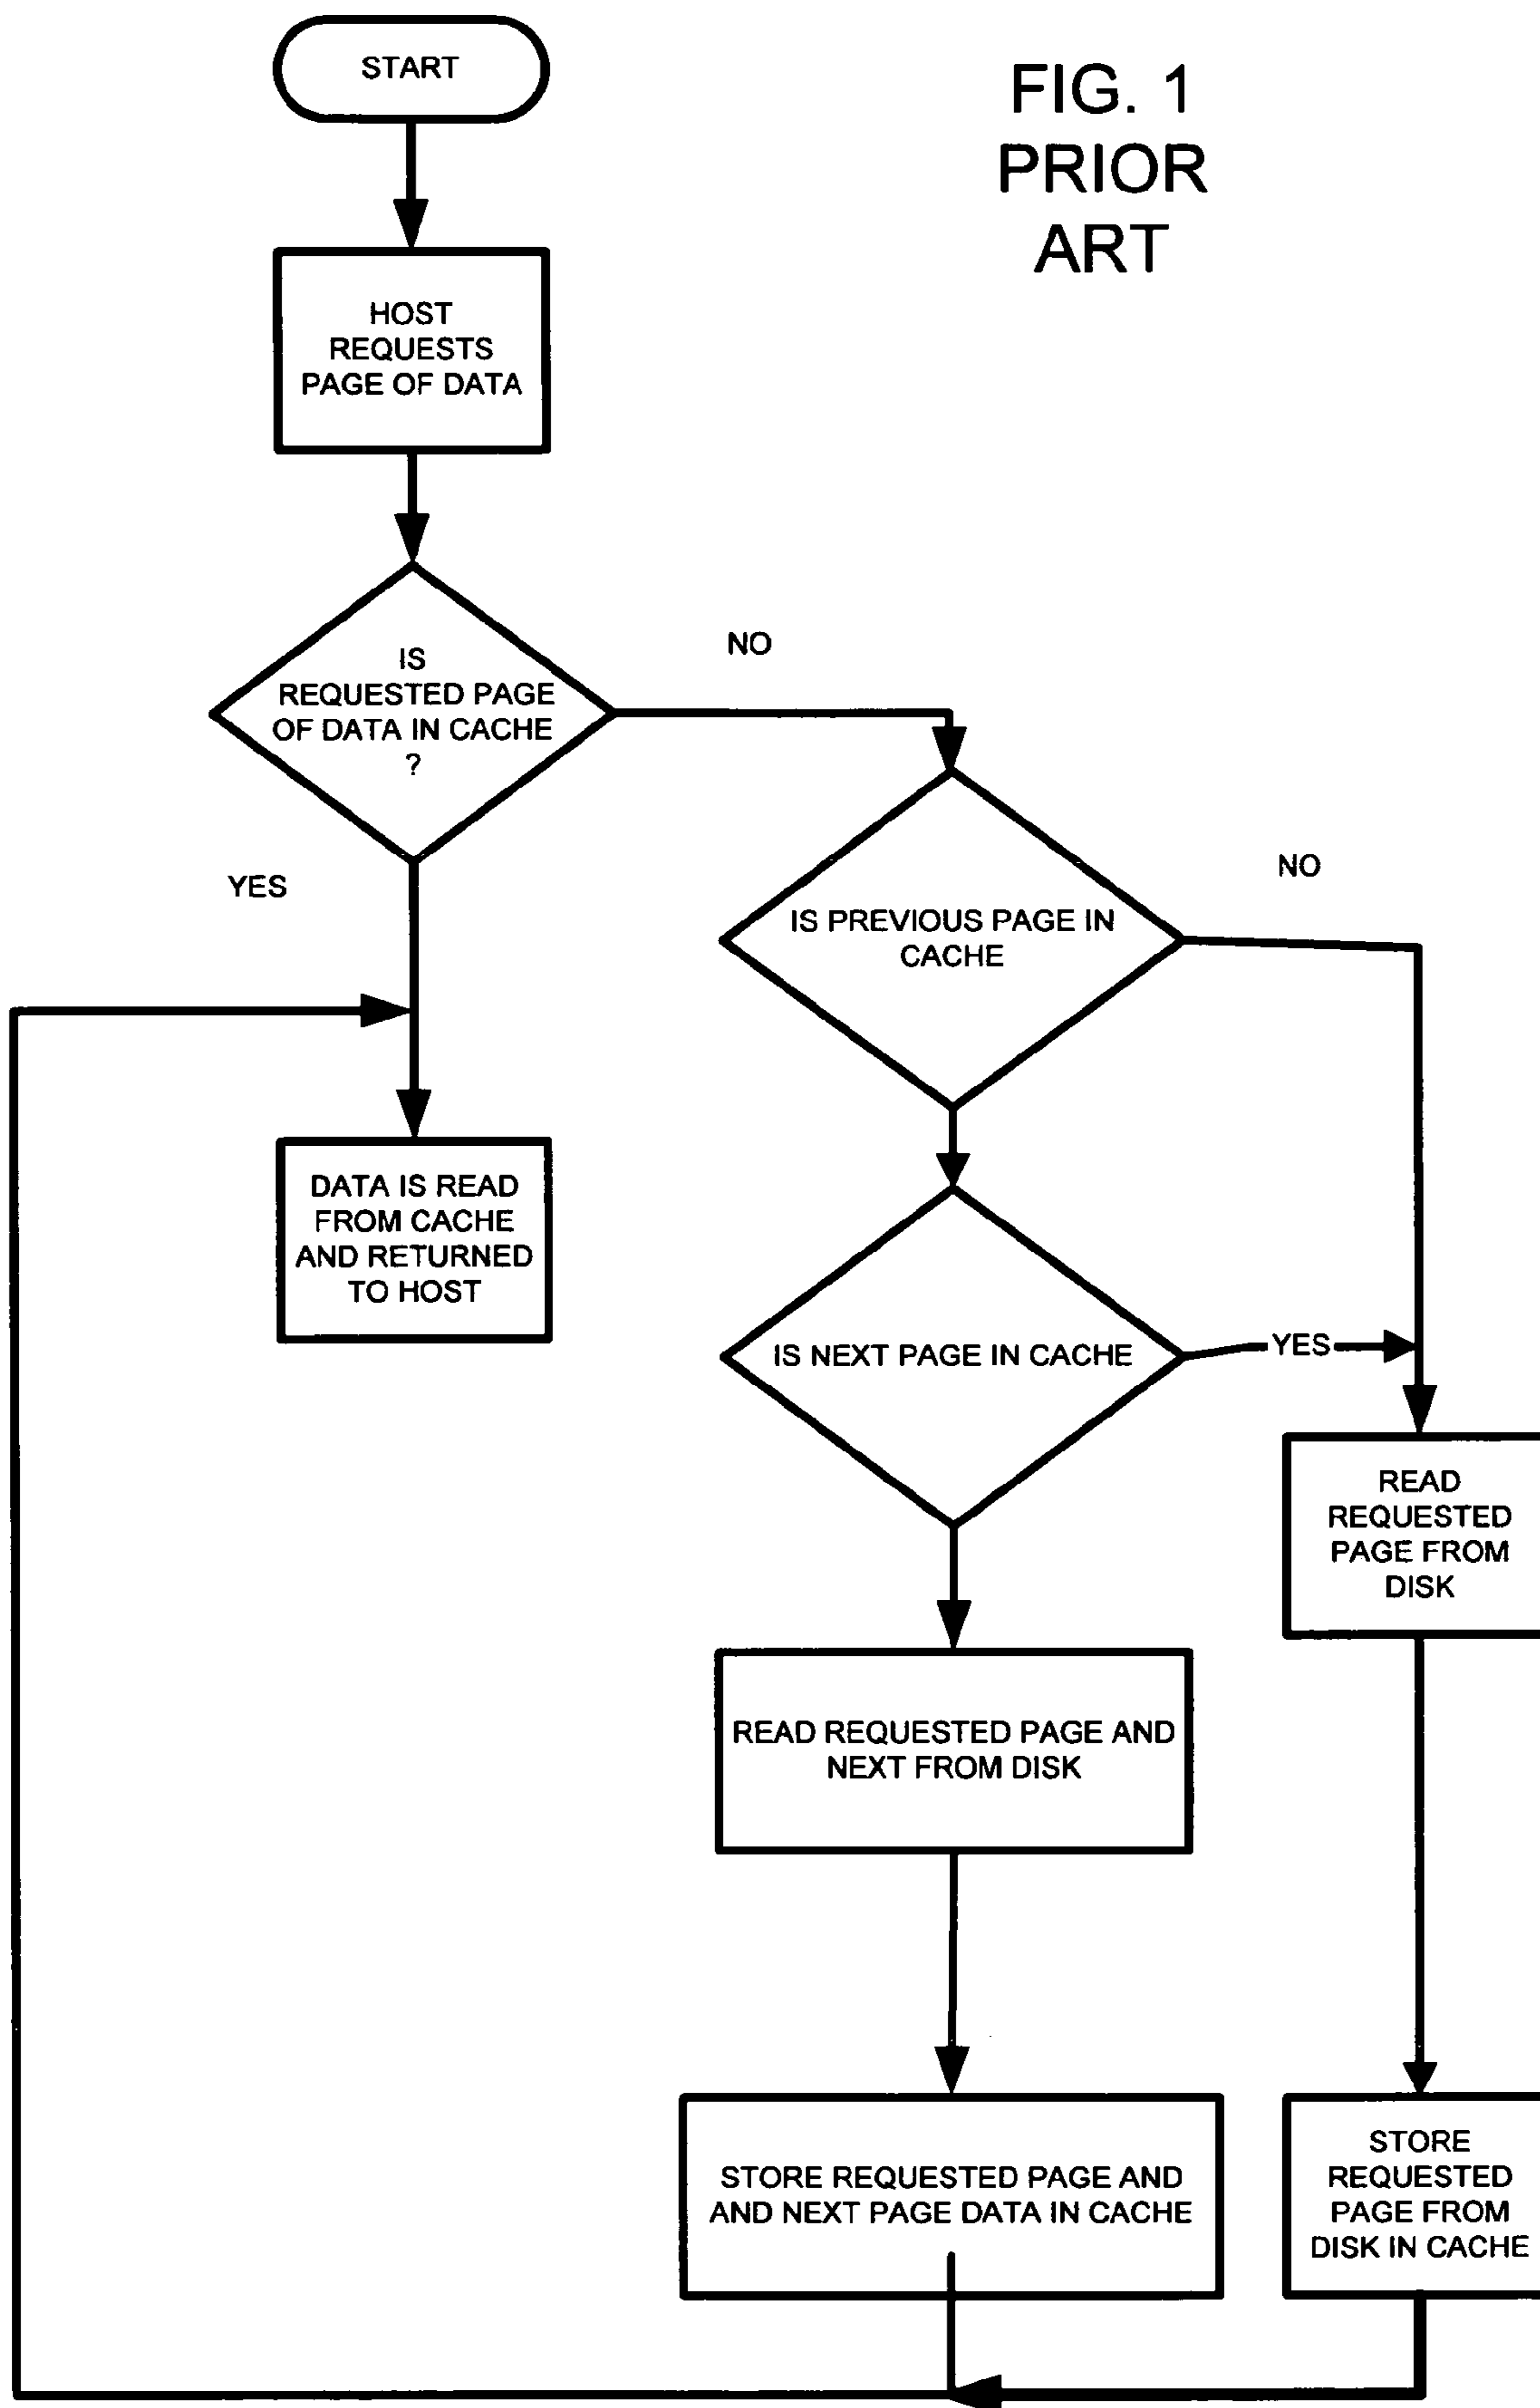 START
FIG. 1
PRIOR
ART
HOST
REQUESTS
PAGE OF DATA
IS
REQUESTED PAGE
OF DATA IN CACHE
?
NO
YES
IS PREVIOUS PAGE IN
CACHE
NO
DATA IS READ
FROM CACHE
AND RETURNED
TO HOST
IS NEXT PAGE IN CACHE
YES
READ
REQUESTED
PAGE FROM
DISK
READ REQUESTED PAGE AND
NEXT FROM DISK
STORE REQUESTED PAGE AND
AND NEXT PAGE DATA IN CACHE
STORE
REQUESTED
PAGE FROM
DISK IN CACHE